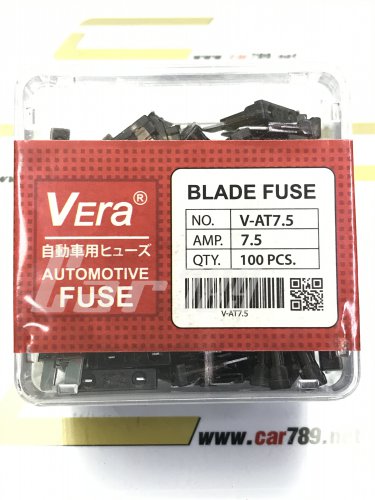 VERA®
自動車用ヒューズ
AUTOMOTIVE
FUSE
BLADE FUSE
NO. V-AT7.5
AMP. 7.5
QTY. 100 PCS.
V-AT7.5
www.car789.net